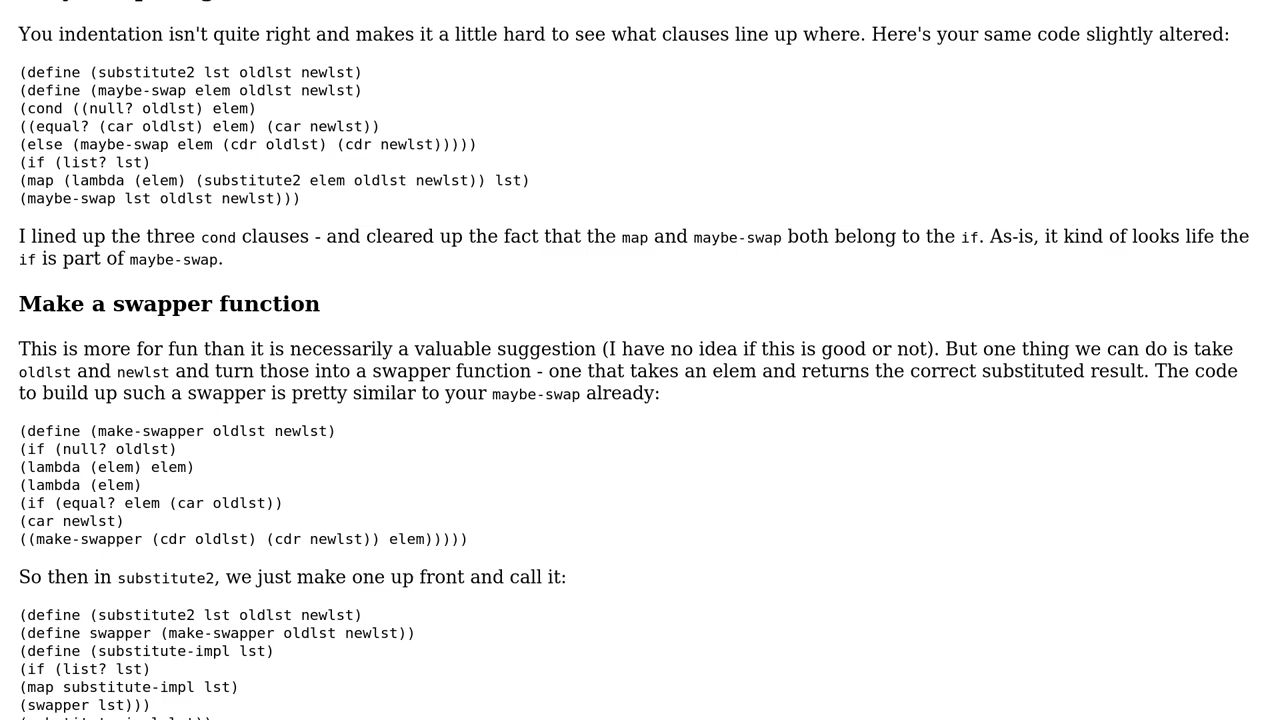 You indentation isn't quite right and makes it a little hard to see what clauses line up where. Here's your same code slightly altered:
(define (substitute2 lst oldlst newlst)
(define (maybe-swap elem oldlst newlst)
(cond ((null? oldlst) elem)
((equal? (car oldlst) elem) (car newlst))
(else (maybe-swap elem (cdr oldlst) (cdr newlst)))))
(if (list? lst)
(map (lambda (elem) (substitute2 elem oldlst newlst)) lst)
(maybe-swap lst oldlst newlst)))
I lined up the three cond clauses - and cleared up the fact that the map and maybe-swap both belong to the if. As-is, it kind of looks life the
if is part of maybe-swap.
Make a swapper function
This is more for fun than it is necessarily a valuable suggestion (I have no idea if this is good or not). But one thing we can do is take
oldlst and newlst and turn those into a swapper function - one that takes an elem and returns the correct substituted result. The code
to build up such a swapper is pretty similar to your maybe-swap already:
(define (make-swapper oldlst newlst)
(if (null? oldlst)
(lambda (elem) elem)
(lambda (elem)
(if (equal? elem (car oldlst))
(car newlst)
((make-swapper (cdr oldlst) (cdr newlst)) elem)))))
So then in substitute2, we just make one up front and call it:
(define (substitute2 lst oldlst newlst)
(define swapper (make-swapper oldlst newlst))
(define (substitute-impl lst)
(if (list? lst)
(map substitute-impl lst)
(swapper lst)))